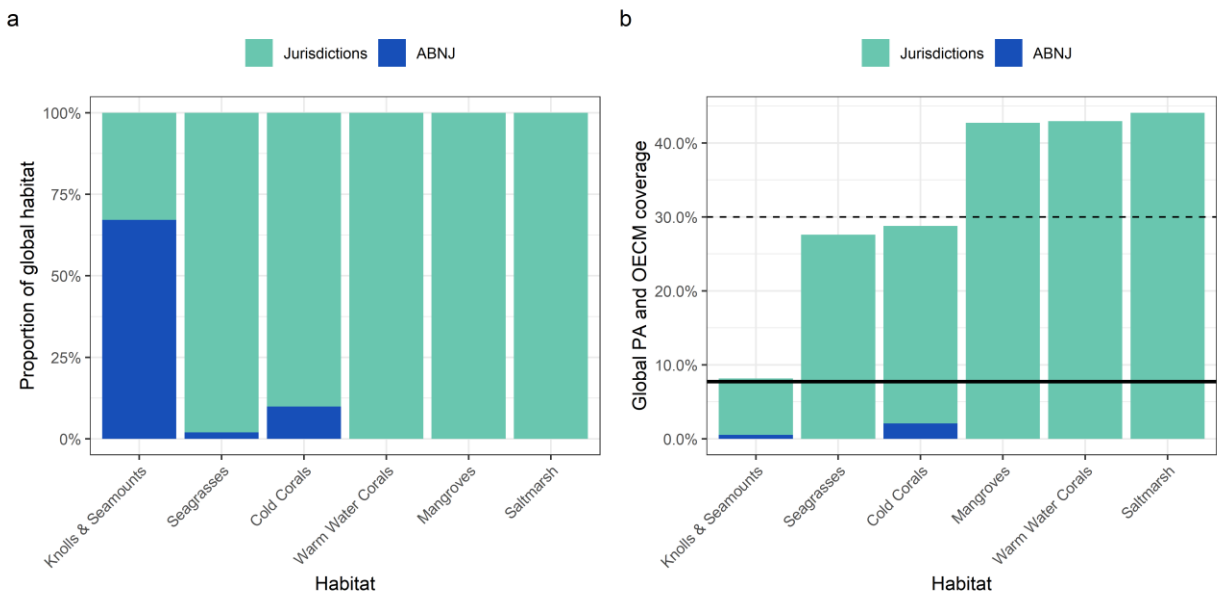 a
Jurisdictions ABNJ
100%
75%
50%
25%
0%
Proportion of global habitat
Knolls & Seamounts
Seagrasses
Cold Corals
Warm Water Corals
Mangroves
Saltmarsh
Habitat
b
Jurisdictions ABNJ
40.0%
30.0%
20.0%
10.0%
0.0%
Global PA and OECM coverage
Knolls & Seamounts
Seagrasses
Cold Corals
Mangroves
Warm Water Corals
Saltmarsh
Habitat